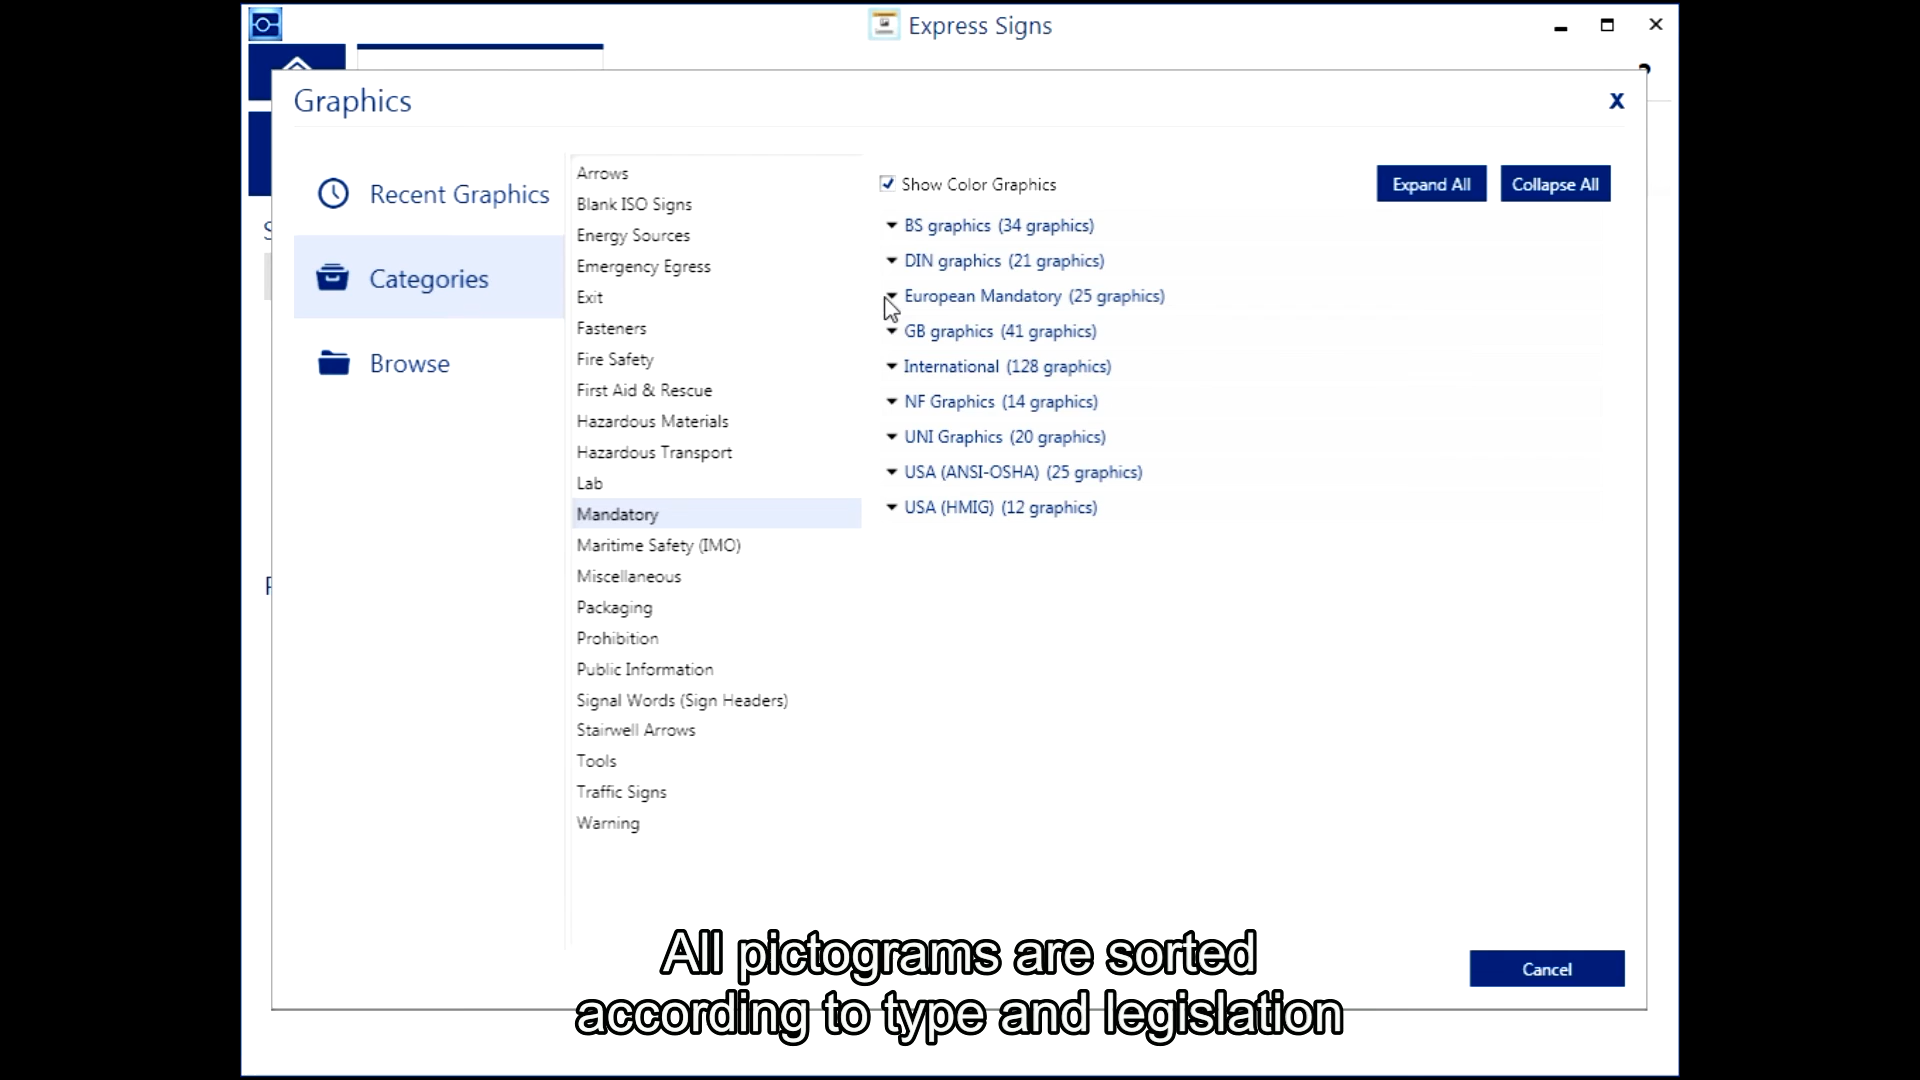 Express Signs
Graphics
X
Recent Graphics
Categories
Browse
Arrows
Blank ISO Signs
Energy Sources
Emergency Egress
Exit
Fasteners
Fire Safety
First Aid & Rescue
Hazardous Materials
Hazardous Transport
Lab
Mandatory
Maritime Safety (IMO)
Miscellaneous
Packaging
Prohibition
Public Information
Signal Words (Sign Headers)
Stairwell Arrows
Tools
Traffic Signs
Warning
Show Color Graphics
Expand All
Collapse All
BS graphics (34 graphics)
DIN graphics (21 graphics)
European Mandatory (25 graphics)
GB graphics (41 graphics)
International (128 graphics)
NF Graphics (14 graphics)
UNI Graphics (20 graphics)
USA (ANSI-OSHA) (25 graphics)
USA (HMIG) (12 graphics)
Cancel
All pictograms are sorted
according to type and legislation